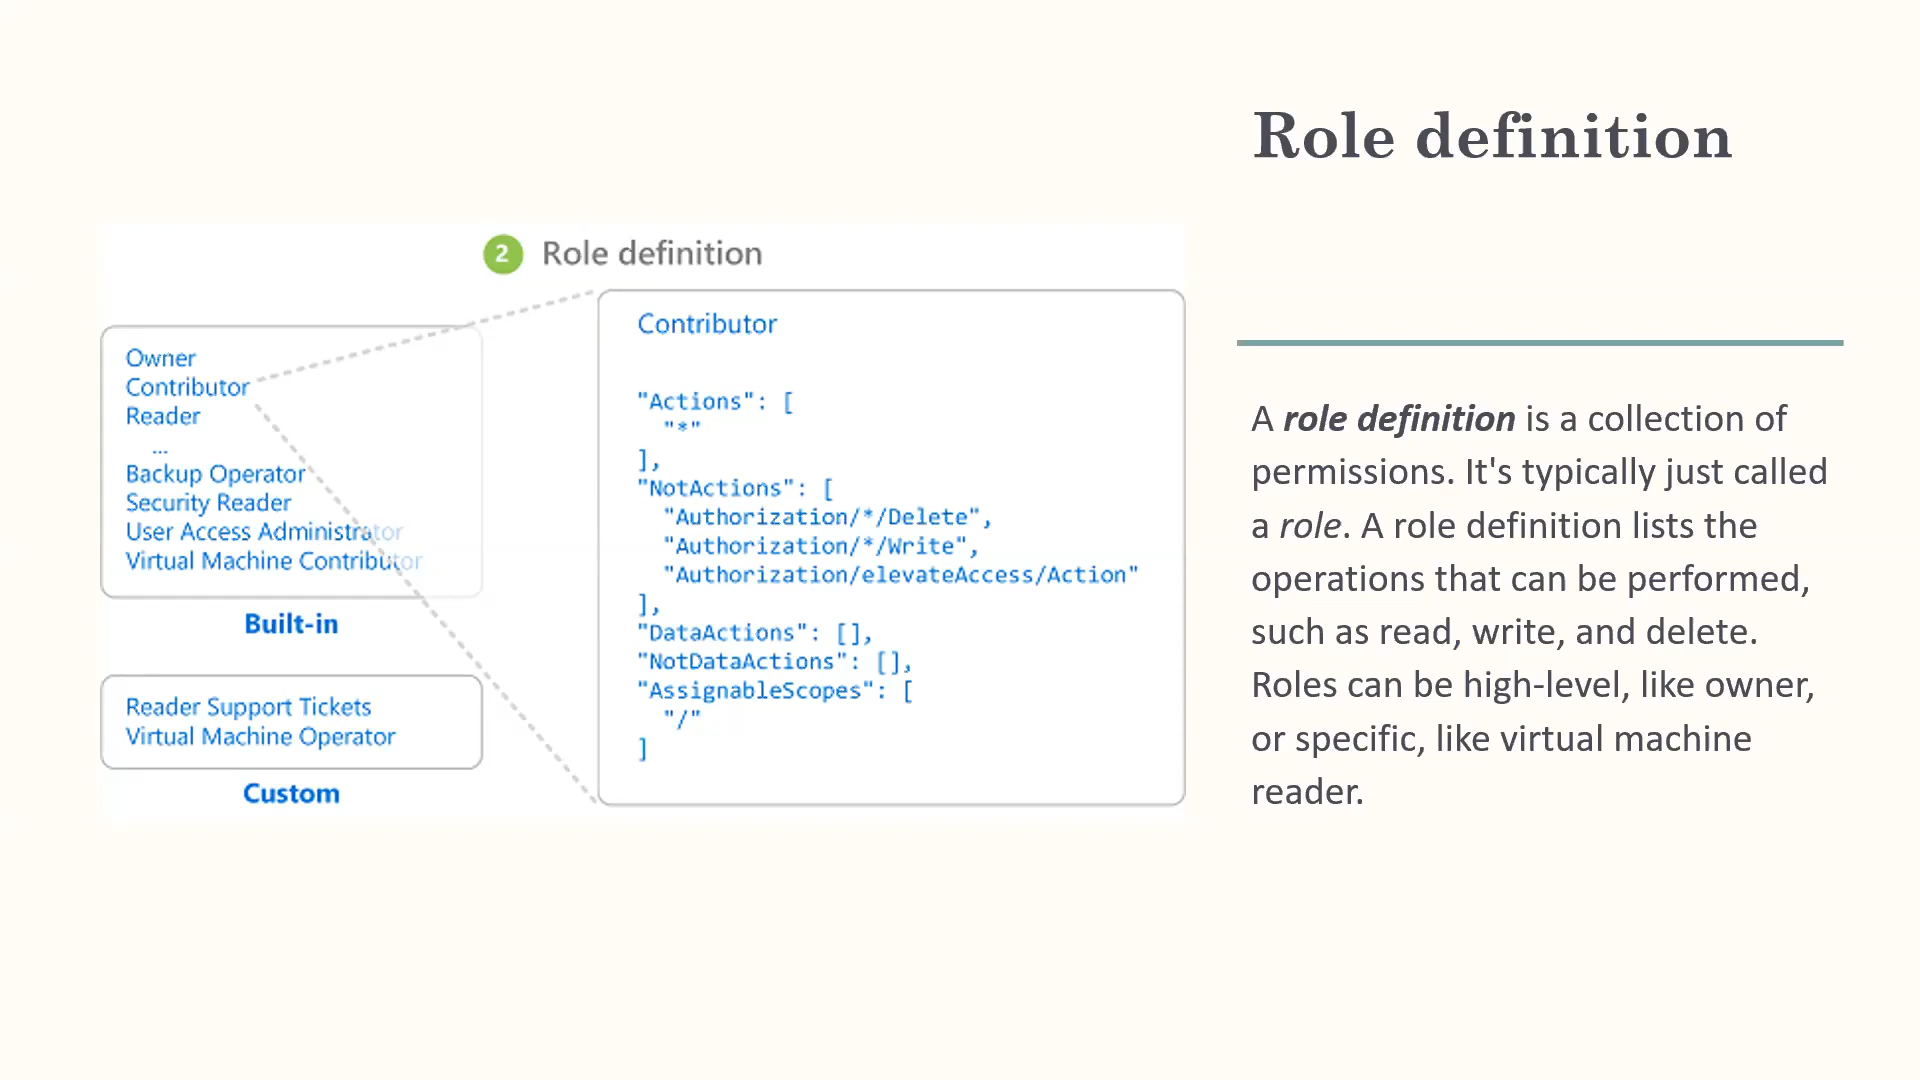 Role definition
2 Role definition
Owner
Contributor
Reader
...
Backup Operator
Security Reader
User Access Administrator
Virtual Machine Contributor
Built-in
Reader Support Tickets
Virtual Machine Operator
Custom
Contributor
"Actions": [
"*"
],
"NotActions": [
"Authorization/*/Delete",
"Authorization/*/Write",
"Authorization/elevateAccess/Action"
],
"DataActions": [],
"NotDataActions": [],
"AssignableScopes": [
"/"
]
A role definition is a collection of
permissions. It's typically just called
a role. A role definition lists the
operations that can be performed,
such as read, write, and delete.
Roles can be high-level, like owner,
or specific, like virtual machine
reader.